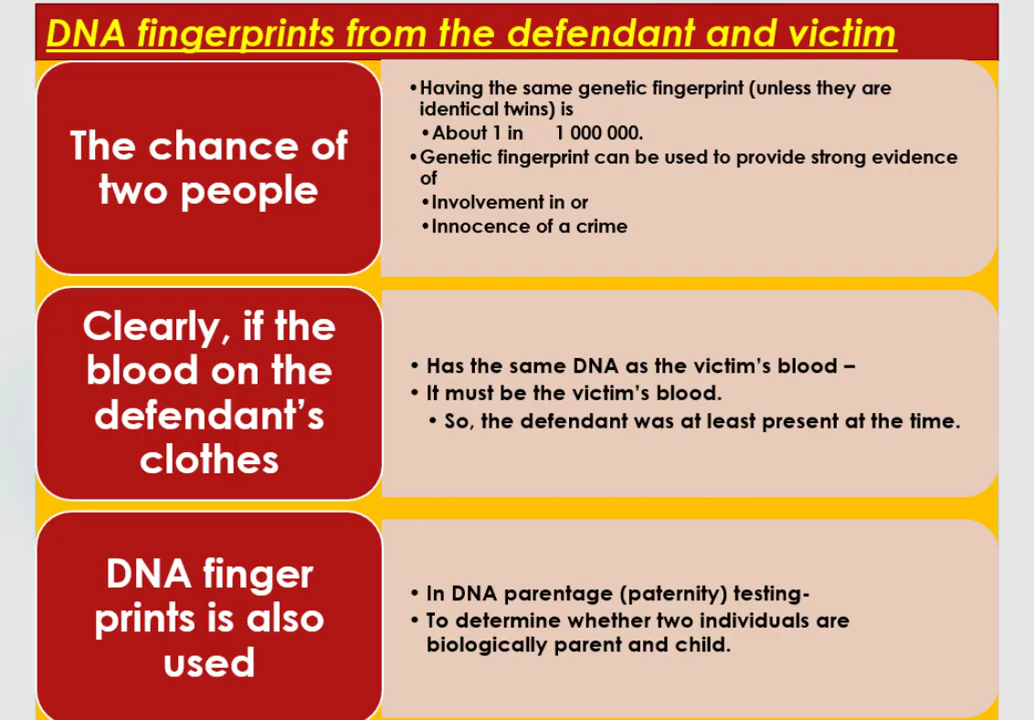 DNA fingerprints from the defendant and victim
The chance of
two people
•Having the same genetic fingerprint (unless they are
identical twins) is
•About 1 in 1 000 000.
•Genetic fingerprint can be used to provide strong evidence
of
•Involvement in or
•Innocence of a crime
Clearly, if the
blood on the
defendant's
clothes
• Has the same DNA as the victim's blood –
• It must be the victim's blood.
• So, the defendant was at least present at the time.
DNA finger
prints is also
used
• In DNA parentage (paternity) testing-
• To determine whether two individuals are
biologically parent and child.